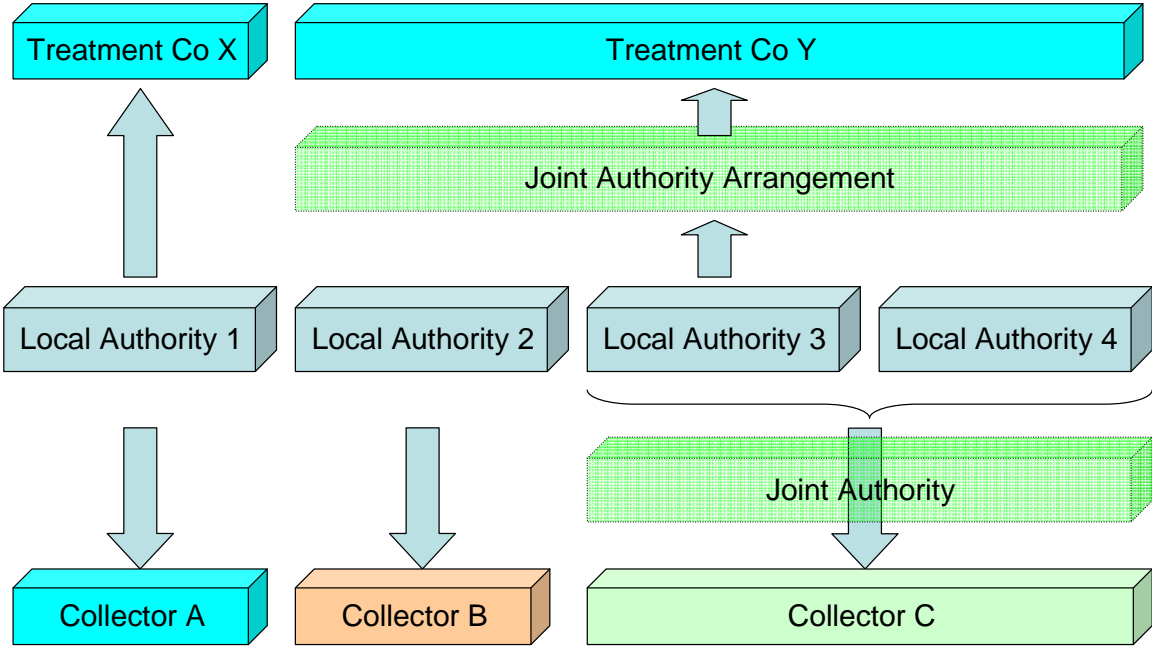 Treatment Co X
Treatment Co Y
Joint Authority Arrangement
Local Authority 1
Local Authority 2
Local Authority 3
Local Authority 4
Joint Authority
Collector A
Collector B
Collector C